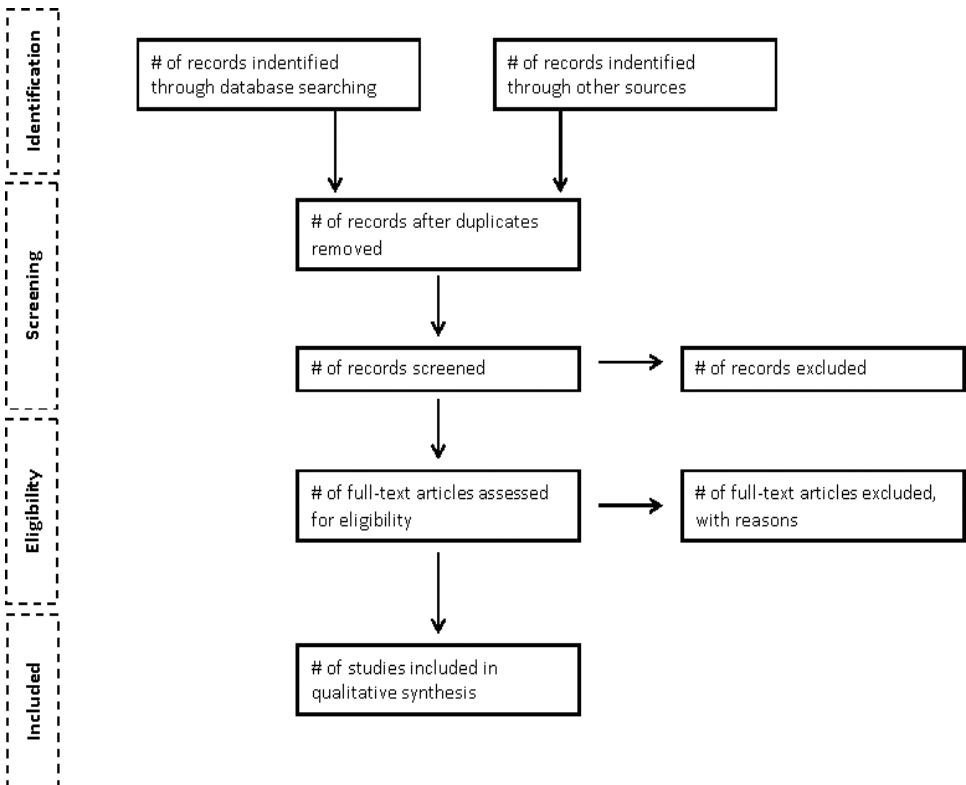 Identification
# of records indentified
through database searching
# of records indentified
through other sources
Screening
# of records after duplicates
removed
# of records screened
# of records excluded
Eligibility
# of full-text articles assessed
for eligibility
# of full-text articles excluded,
with reasons
Included
# of studies included in
qualitative synthesis